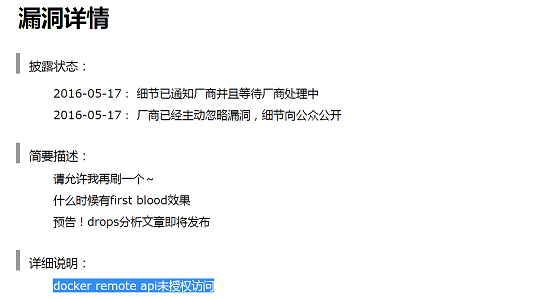 漏洞详情
披露状态：
2016-05-17： 细节已通知厂商并且等待厂商处理中
2016-05-17： 厂商已经主动忽略漏洞，细节向公众公开
简要描述：
请允许我再刷一个～
什么时候有first blood效果
预告！drops分析文章即将发布
详细说明：
docker remote api未授权访问